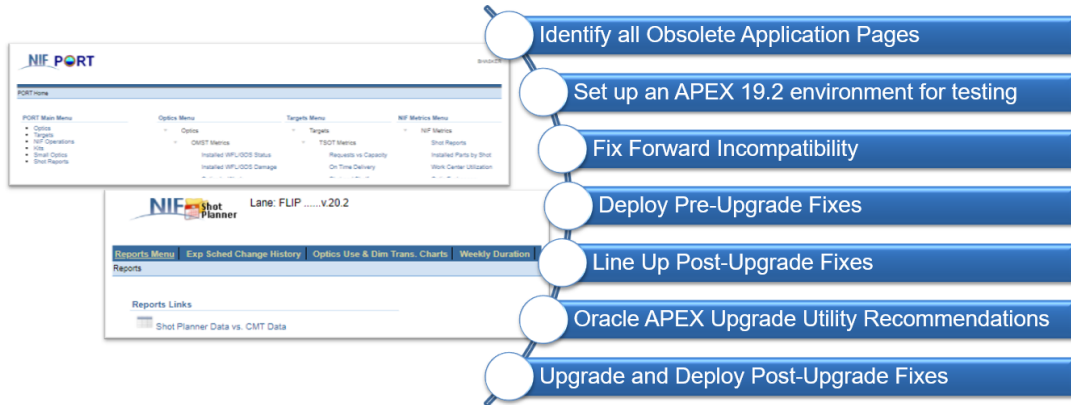 NIF PORT
PORT Home
PORT Main Menu
Optics
Targets
NIF Operations
Kits
Small Optics
Shot Reports
Optics Menu
Optics
OMST Metrics
Installed WFL/GDS Status
Installed WFL/GDS Damage
Targets Menu
Targets
TSOT Metrics
Requests vs Capacity
On Time Delivery
NIF Metrics Menu
NIF Metrics
Shot Reports
Installed Parts by Shot
Work Center Utilization
NIF Shot Planner
Lane: FLIP ......v.20.2
Reports Menu Exp Sched Change History Optics Use & Dim Trans. Charts Weekly Duration
Reports
Reports Links
Shot Planner Data vs. CMT Data
Identify all Obsolete Application Pages
Set up an APEX 19.2 environment for testing
Fix Forward Incompatibility
Deploy Pre-Upgrade Fixes
Line Up Post-Upgrade Fixes
Oracle APEX Upgrade Utility Recommendations
Upgrade and Deploy Post-Upgrade Fixes